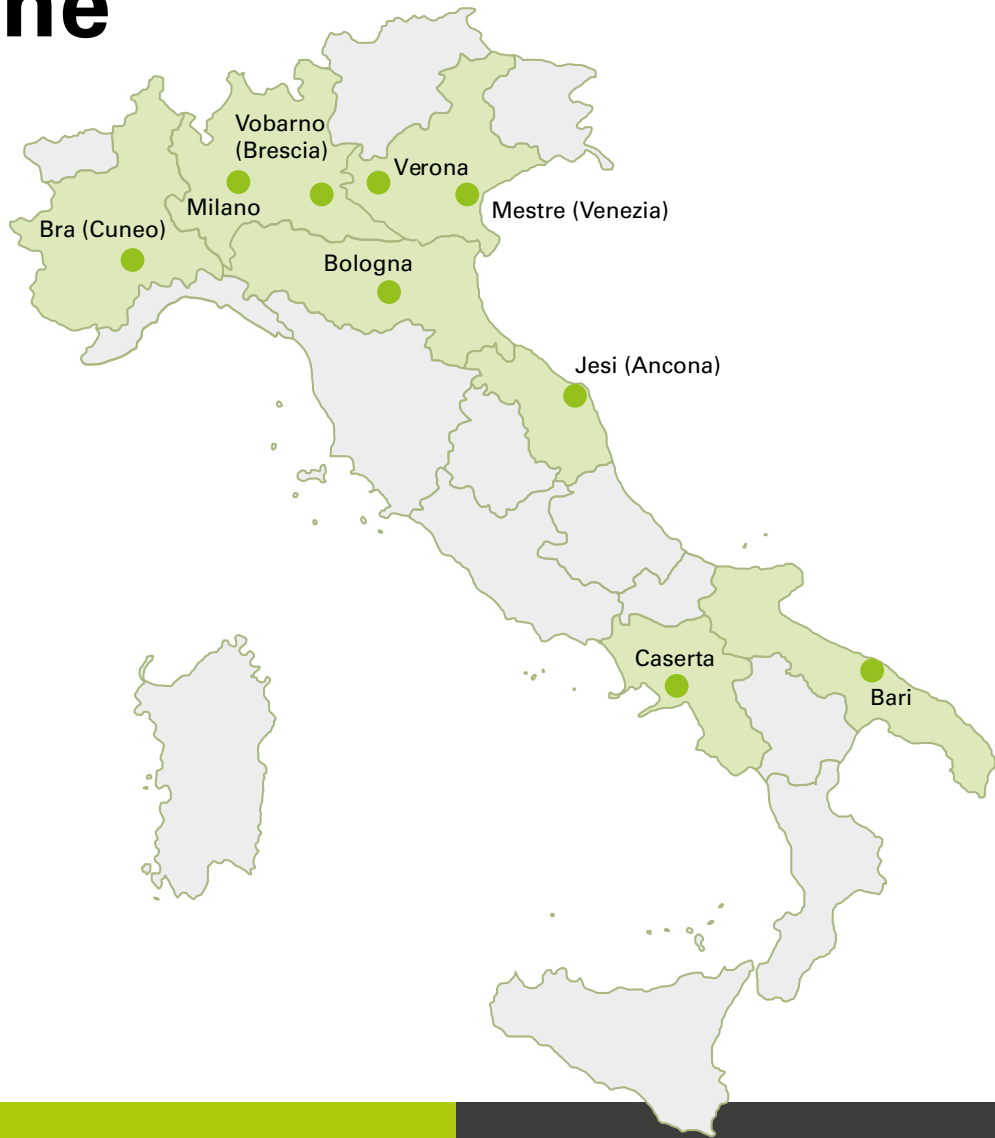 ne
Vobarno
(Brescia)
Verona
Milano
Mestre (Venezia)
Bra (Cuneo)
Bologna
Jesi (Ancona)
Caserta
Bari